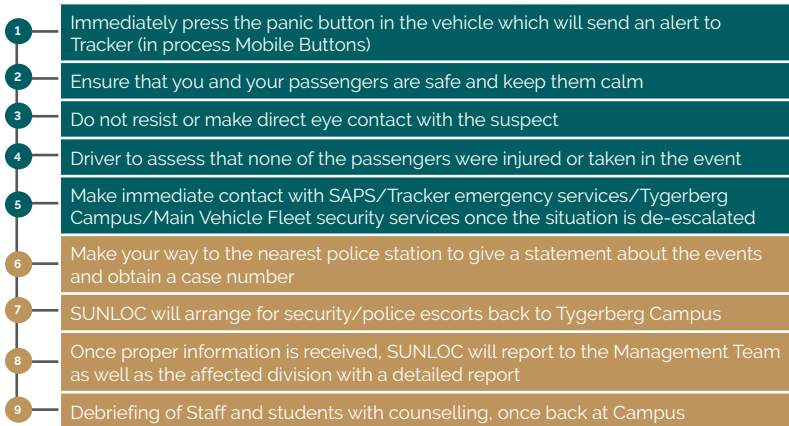 1
Immediately press the panic button in the vehicle which will send an alert to
Tracker (in process Mobile Buttons)
2
Ensure that you and your passengers are safe and keep them calm
3
Do not resist or make direct eye contact with the suspect
4
Driver to assess that none of the passengers were injured or taken in the event
5
Make immediate contact with SAPS/Tracker emergency services/Tygerberg
Campus/Main Vehicle Fleet security services once the situation is de-escalated
6
Make your way to the nearest police station to give a statement about the events
and obtain a case number
7
SUNLOC will arrange for security/police escorts back to Tygerberg Campus
8
Once proper information is received, SUNLOC will report to the Management Team
as well as the affected division with a detailed report
9
Debriefing of Staff and students with counselling, once back at Campus